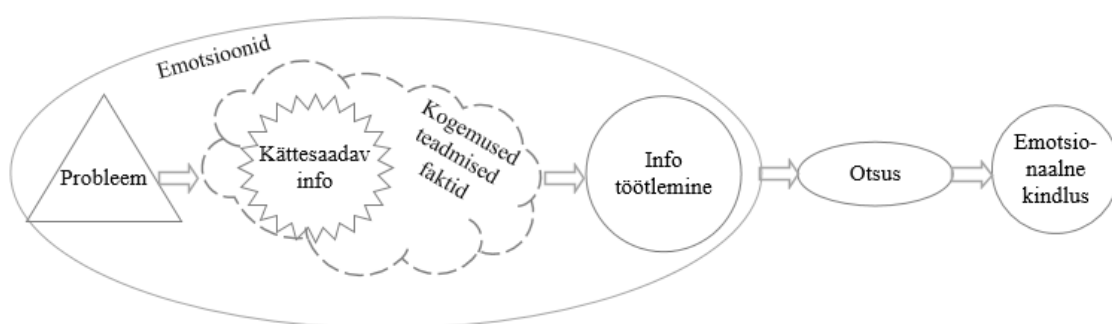 Emotsioonid
Probleem
Kättesaadav
info
Kogemused
teadmised
faktid
Info
töötlemine
Otsus
Emotsio-
naalne
kindlus